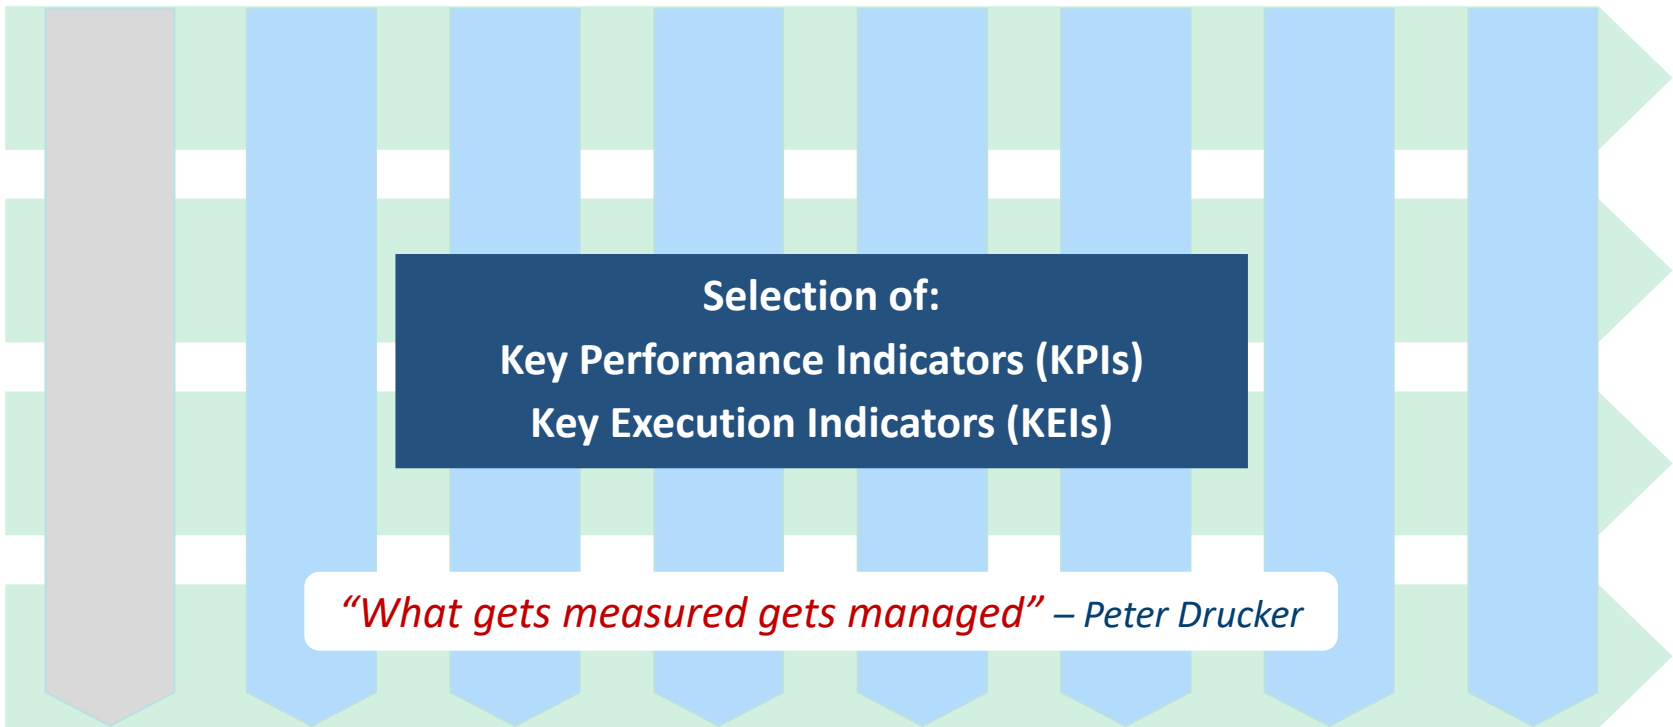 Selection of:
Key Performance Indicators (KPIs)
Key Execution Indicators (KEIs)
“What gets measured gets managed” – Peter Drucker